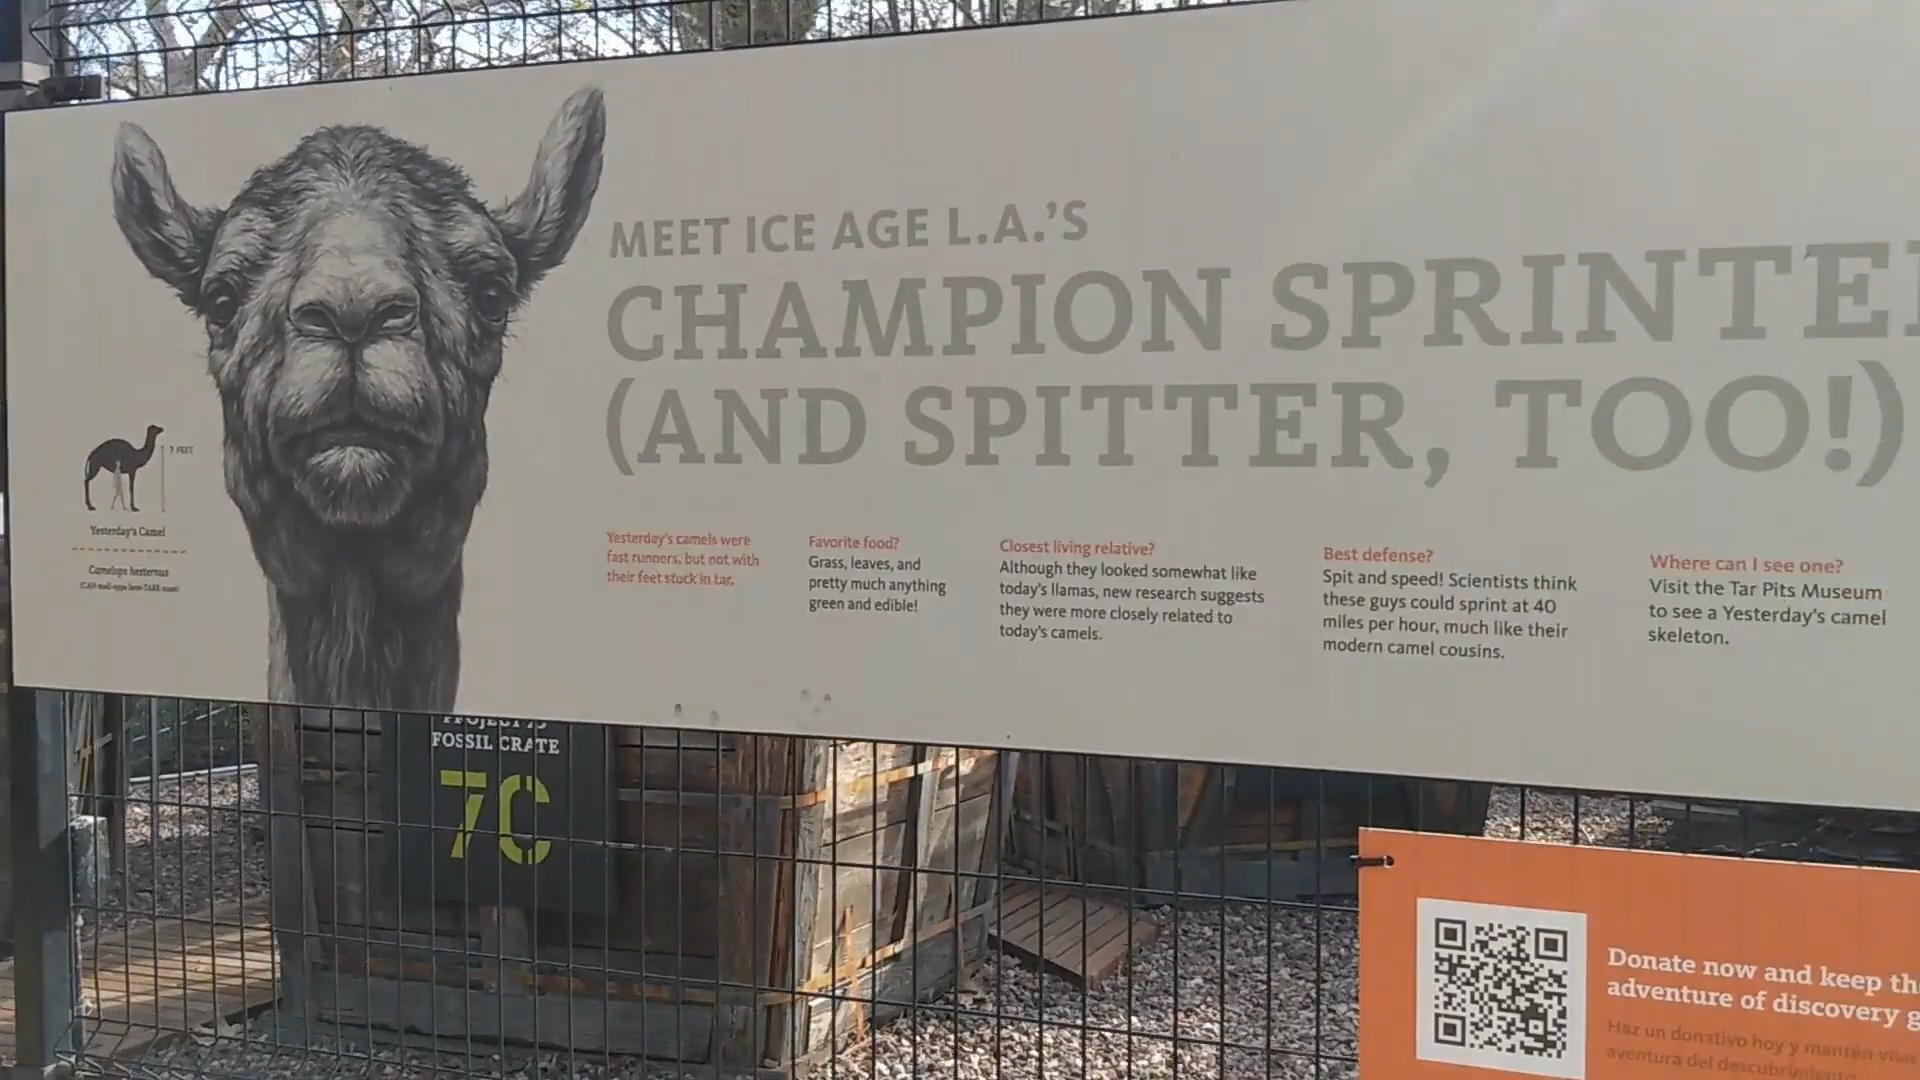 MEET ICE AGE L.A.'S
CHAMPION SPRINTE
(AND SPITTER, TOO!)
7 FEET
Yesterday's Camel
Camelops hesternus
Yesterday's camels were
fast runners, but not with
their feet stuck in tar.
Favorite food?
Grass, leaves, and
pretty much anything
green and edible!
Closest living relative?
Although they looked somewhat like
today's llamas, new research suggests
they were more closely related to
today's camels.
Best defense?
Spit and speed! Scientists think
these guys could sprint at 40
miles per hour, much like their
modern camel cousins.
Where can I see one?
Visit the Tar Pits Museum
to see a Yesterday's camel
skeleton.
FOSSIL CRATE
7C
Donate now and keep th
adventure of discovery g
Haz un donativo hoy y mantén viva
aventura del descubrimiento